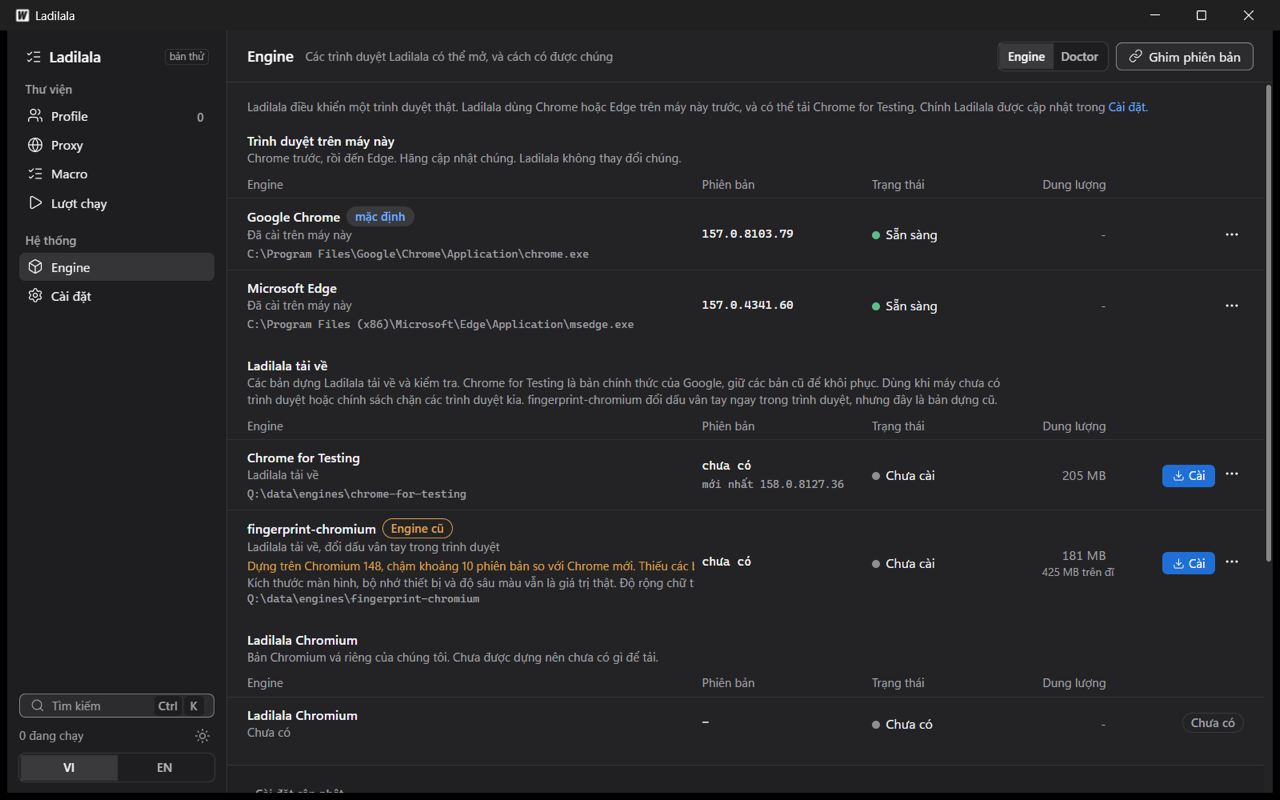 Ladilala
Ladilala
bản thử
Thư viện
Profile
0
Proxy
Macro
Lượt chạy
Hệ thống
Engine
Cài đặt
Tìm kiếm
Ctrl
K
0 đang chạy
VI
EN
Engine
Các trình duyệt Ladilala có thể mở, và cách có được chúng
Engine
Doctor
Ghim phiên bản
Ladilala điều khiển một trình duyệt thật. Ladilala dùng Chrome hoặc Edge trên máy này trước, và có thể tải Chrome for Testing. Chính Ladilala được cập nhật trong Cài đặt.
Trình duyệt trên máy này
Chrome trước, rồi đến Edge. Hãng cập nhật chúng. Ladilala không thay đổi chúng.
Engine Phiên bản Trạng thái Dung lượng
Google Chrome mặc định
Đã cài trên máy này
C:\Program Files\Google\Chrome\Application\chrome.exe
157.0.8103.79
Sẵn sàng
-
Microsoft Edge
Đã cài trên máy này
C:\Program Files (x86)\Microsoft\Edge\Application\msedge.exe
157.0.4341.60
Sẵn sàng
-
Ladilala tải về
Các bản dựng Ladilala tải về và kiểm tra. Chrome for Testing là bản chính thức của Google, giữ các bản cũ để khôi phục. Dùng khi máy chưa có
trình duyệt hoặc chính sách chặn các trình duyệt kia. fingerprint-chromium đổi dấu vân tay ngay trong trình duyệt, nhưng đây là bản dựng cũ.
Engine Phiên bản Trạng thái Dung lượng
Chrome for Testing
Ladilala tải về
Q:\data\engines\chrome-for-testing
chưa có
mới nhất 158.0.8127.36
Chưa cài
205 MB
Cài
fingerprint-chromium Engine cũ
Ladilala tải về, đổi dấu vân tay trong trình duyệt
Dựng trên Chromium 148, chậm khoảng 10 phiên bản so với Chrome mới. Thiếu các
Kích thước màn hình, bộ nhớ thiết bị và độ sâu màu vẫn là giá trị thật. Độ rộng chữ
Q:\data\engines\fingerprint-chromium
chưa có
Chưa cài
181 MB
425 MB trên đĩ
Cài
Ladilala Chromium
Bản Chromium vá riêng của chúng tôi. Chưa được dựng nên chưa có gì để tải.
Engine Phiên bản Trạng thái Dung lượng
Ladilala Chromium
Chưa có
–
Chưa có
-
Chưa có